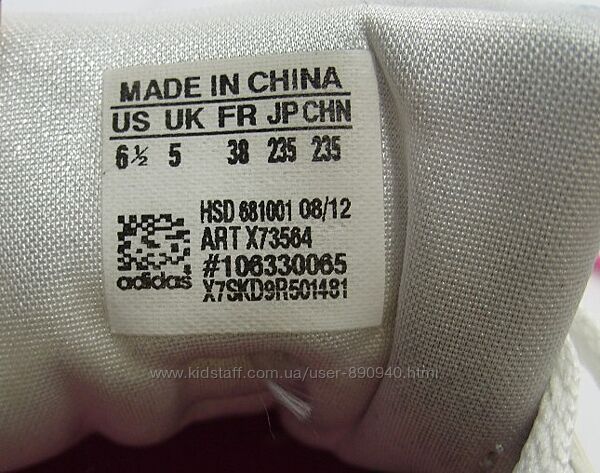 MADE IN CHINA
US UK FR JP CHN
6½ 5 38 235 235
HSD 681001 08/12
ART X73564
#106330065
X7SKD9R501481
adidas
www.kidstaff.com.ua/user-890940.html